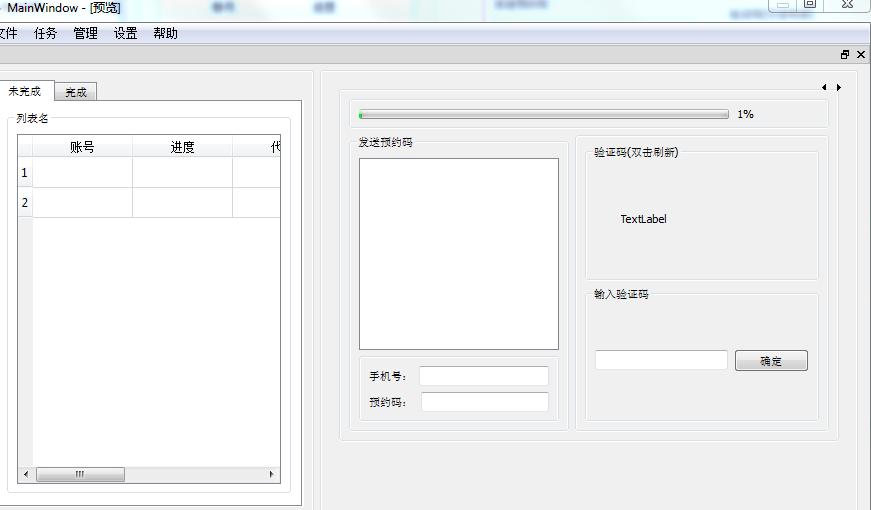 MainWindow - [预览]
文件 任务 管理 设置 帮助
未完成 完成
列表名
账号 进度
1
2
1%
发送预约码
手机号：
预约码：
验证码(双击刷新)
TextLabel
输入验证码
确定